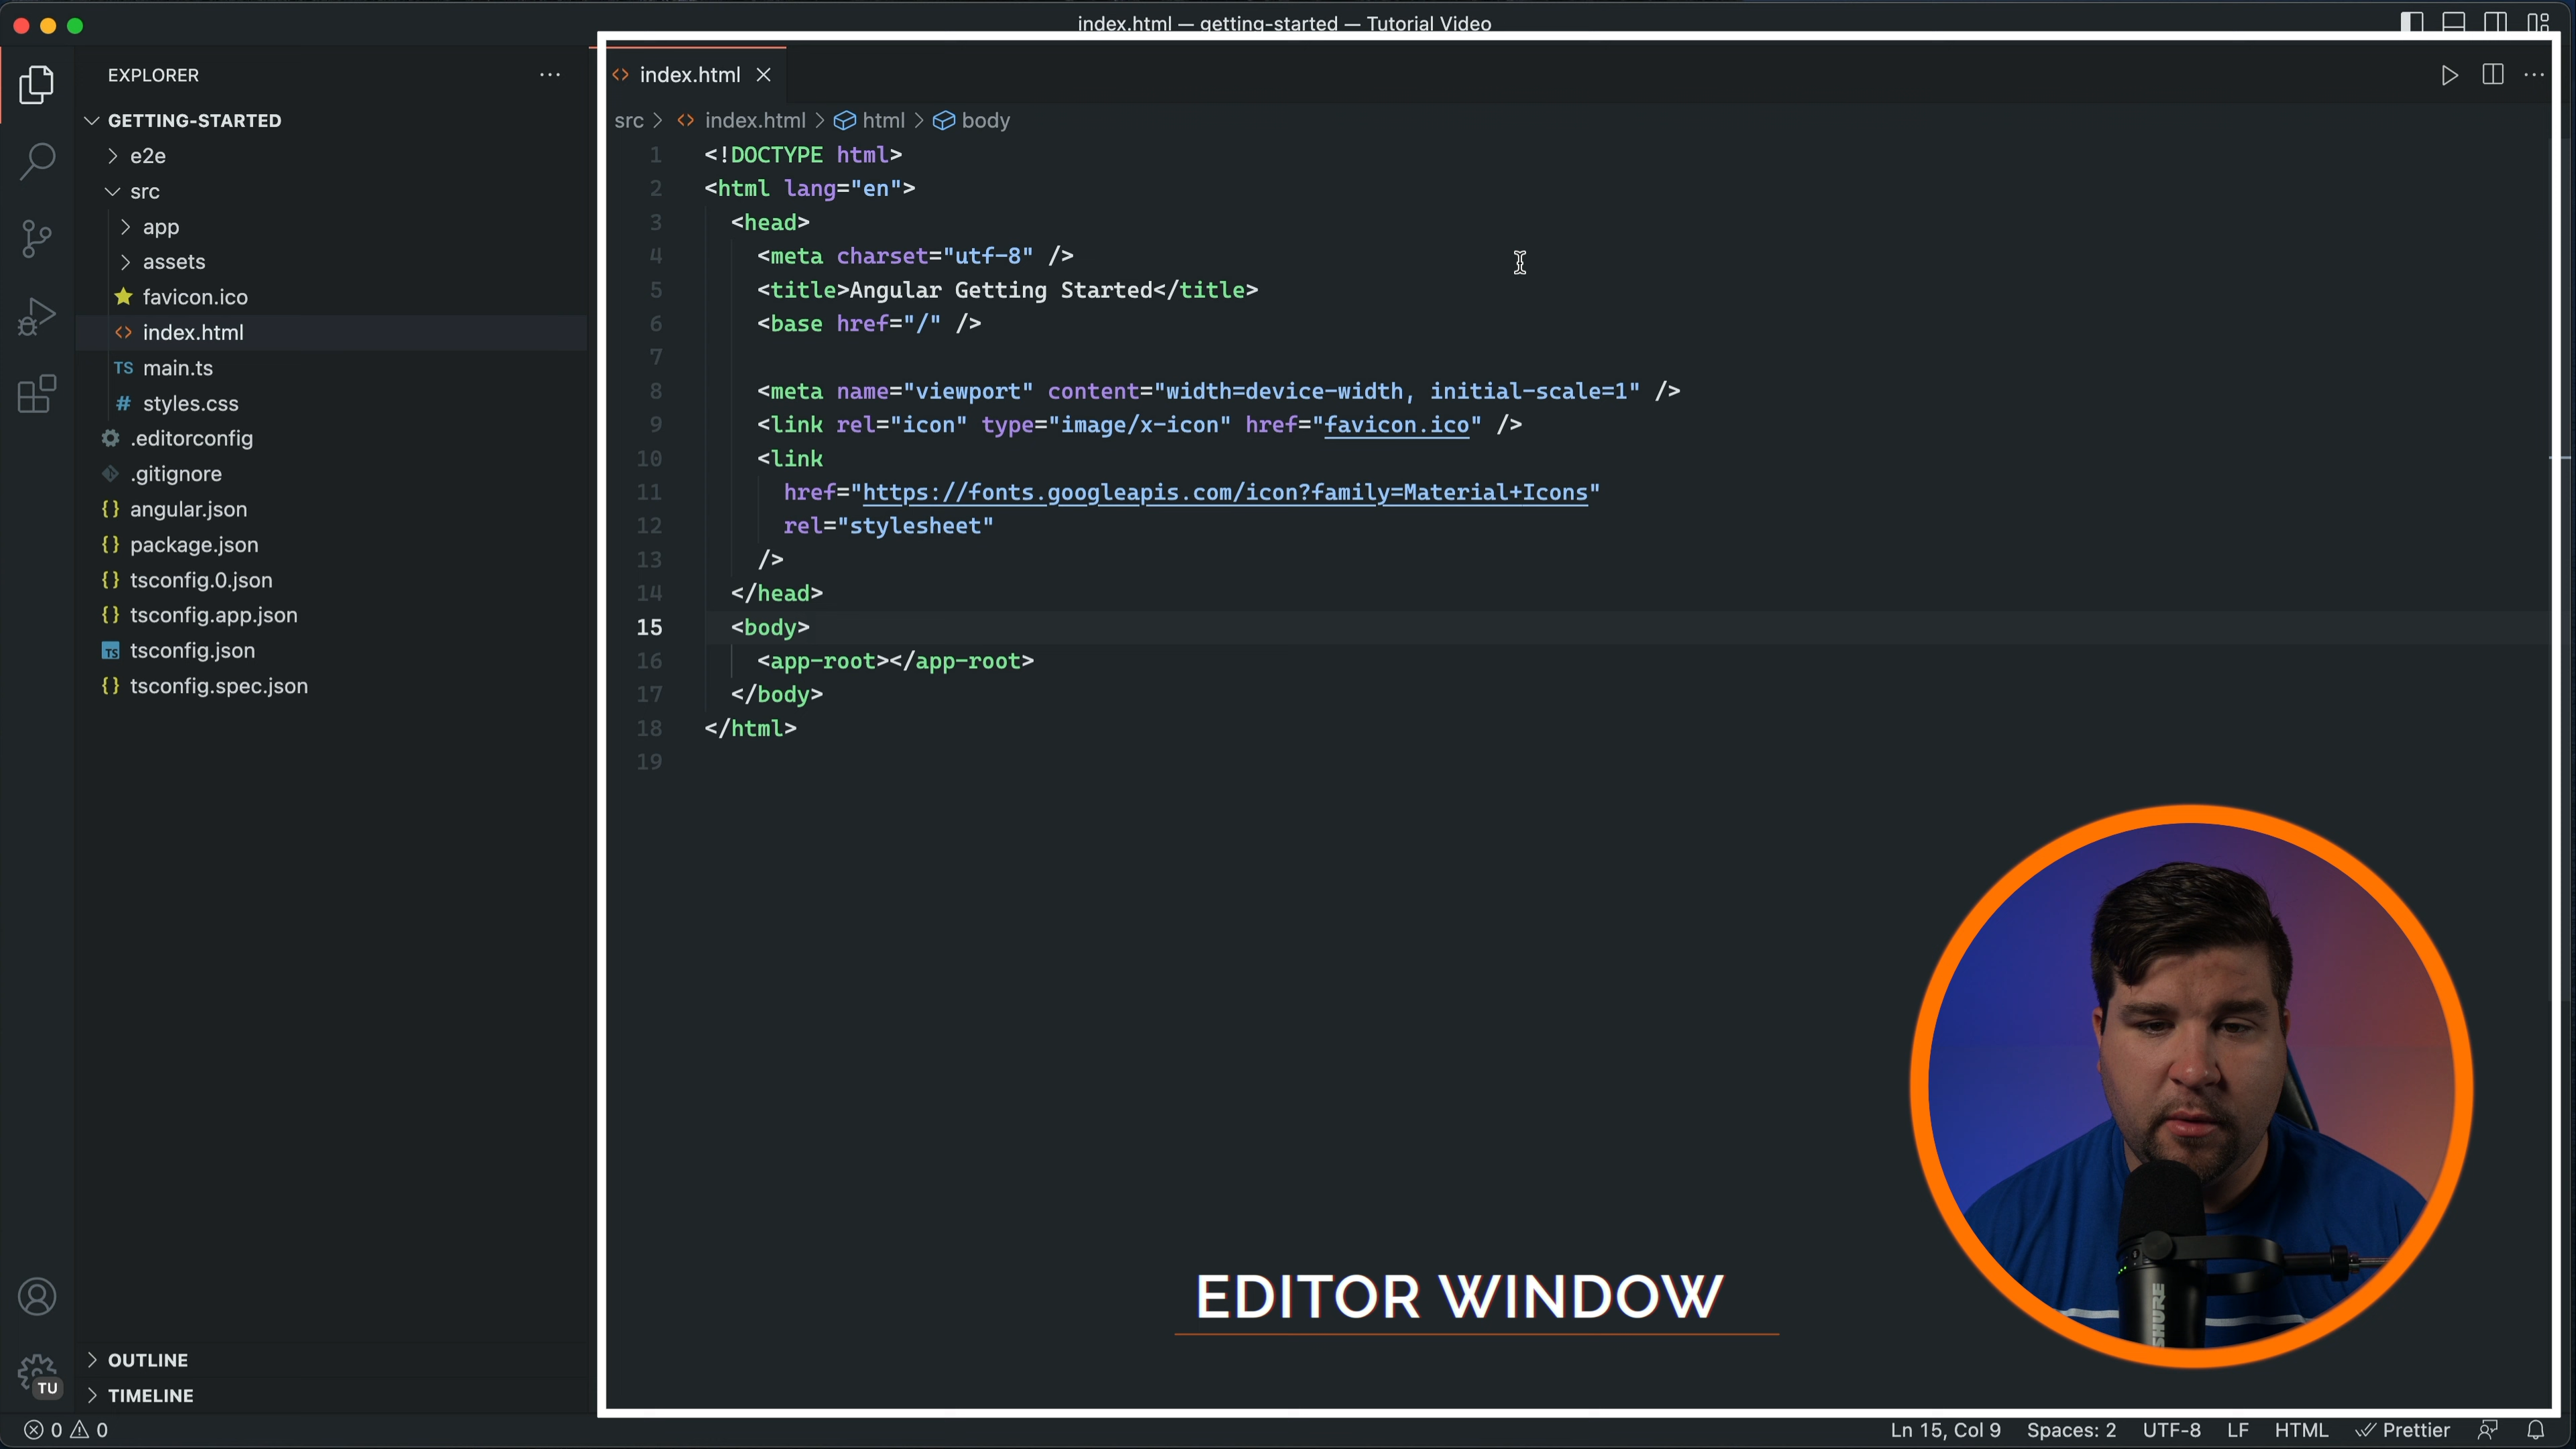 index.html — getting-started — Tutorial Video
EXPLORER
GETTING-STARTED
e2e
src
app
assets
favicon.ico
index.html
TS main.ts
# styles.css
.editorconfig
.gitignore
{} angular.json
{} package.json
{} tsconfig.0.json
{} tsconfig.app.json
TS tsconfig.json
{} tsconfig.spec.json
OUTLINE
TIMELINE
TU
<> index.html
src > <> index.html > html > body
1 <!DOCTYPE html>
2 <html lang="en">
3 <head>
4 <meta charset="utf-8" />
5 <title>Angular Getting Started</title>
6 <base href="/" />
7
8 <meta name="viewport" content="width=device-width, initial-scale=1" />
9 <link rel="icon" type="image/x-icon" href="favicon.ico" />
10 <link
11 href="https://fonts.googleapis.com/icon?family=Material+Icons"
12 rel="stylesheet"
13 />
14 </head>
15 <body>
16 <app-root></app-root>
17 </body>
18 </html>
19
SHURE
EDITOR WINDOW
0 0
Ln 15, Col 9 Spaces: 2 UTF-8 LF HTML Prettier